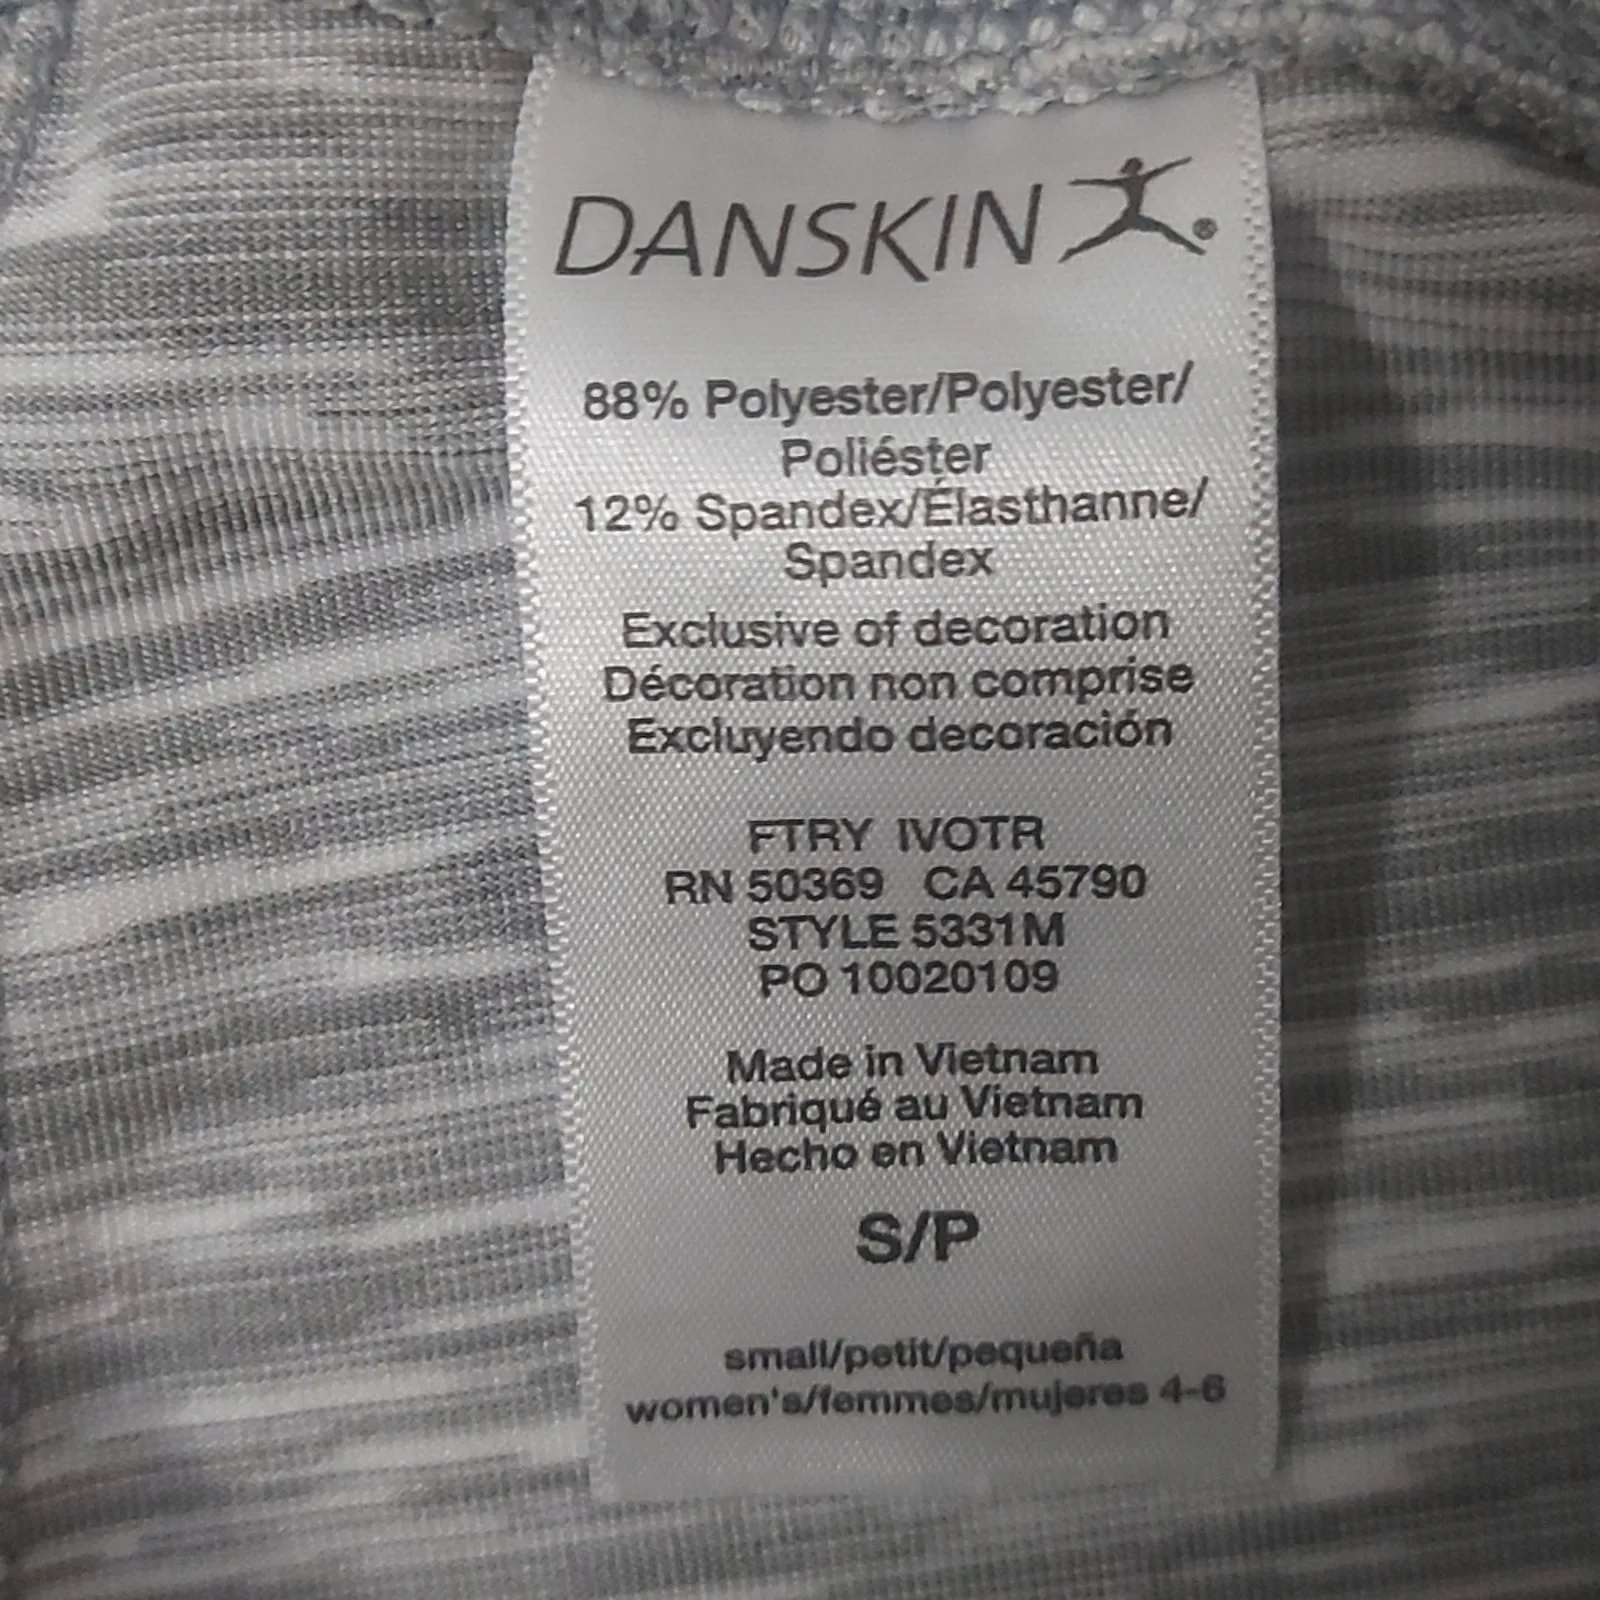 DANSKIN®
88% Polyester/Polyester/
Poliéster
12% Spandex/Élasthanne/
Spandex
Exclusive of decoration
Décoration non comprise
Excluyendo decoración
FTRY IVOTR
RN 50369 CA 45790
STYLE 5331M
PO 10020109
Made in Vietnam
Fabriqué au Vietnam
Hecho en Vietnam
S/P
small/petit/pequeña
women's/femmes/mujeres 4-6